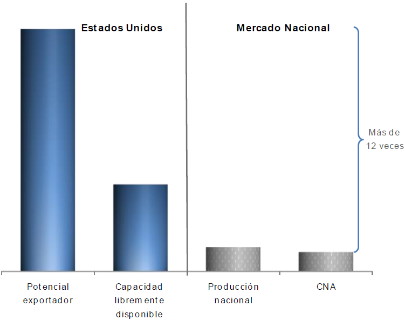 Estados Unidos
Mercado Nacional
Más de
12 veces
Potencial
exportador
Capacidad
libremente
disponible
Producción
nacional
CNA